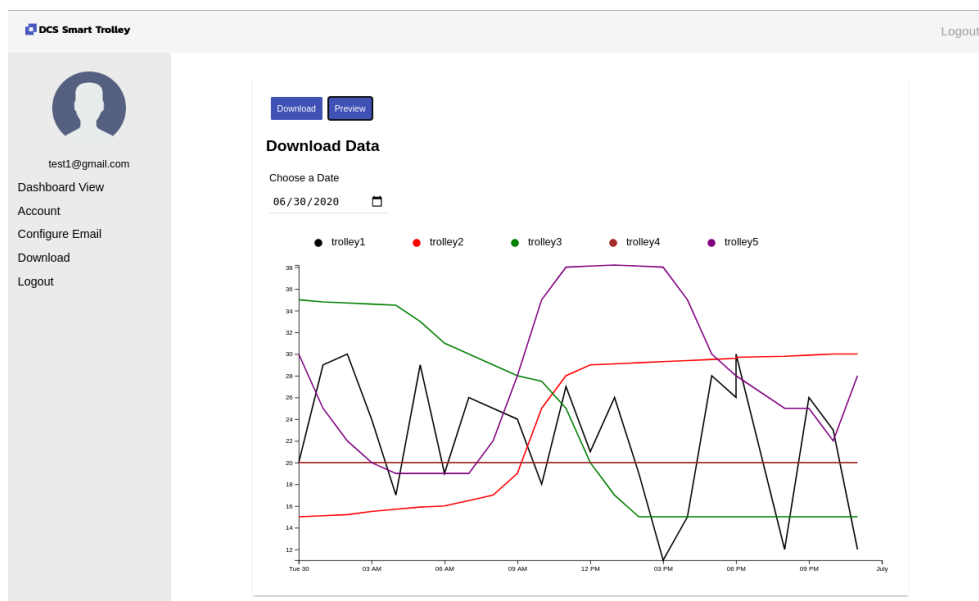 DCS Smart Trolley
Logout
test1@gmail.com
Dashboard View
Account
Configure Email
Download
Logout
Download Preview
Download Data
Choose a Date
06/30/2020
trolley1 trolley2 trolley3 trolley4 trolley5
38
36
34
32
30
28
26
24
22
20
18
16
14
12
Tue 30 03 AM 06 AM 09 AM 12 PM 03 PM 06 PM 09 PM July